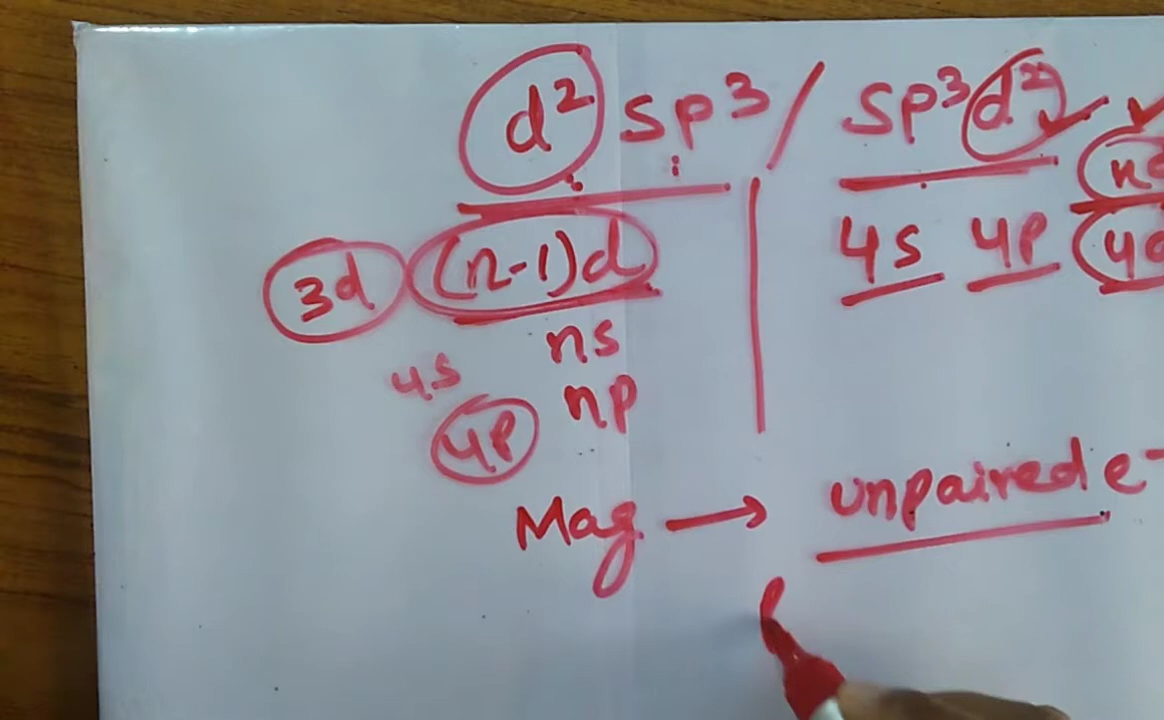 d² sp³ / sp³d² ✓ ✓
3d (n-1)d
4s 4p
ns
4s
np
4p
Mag → unpaired e⁻